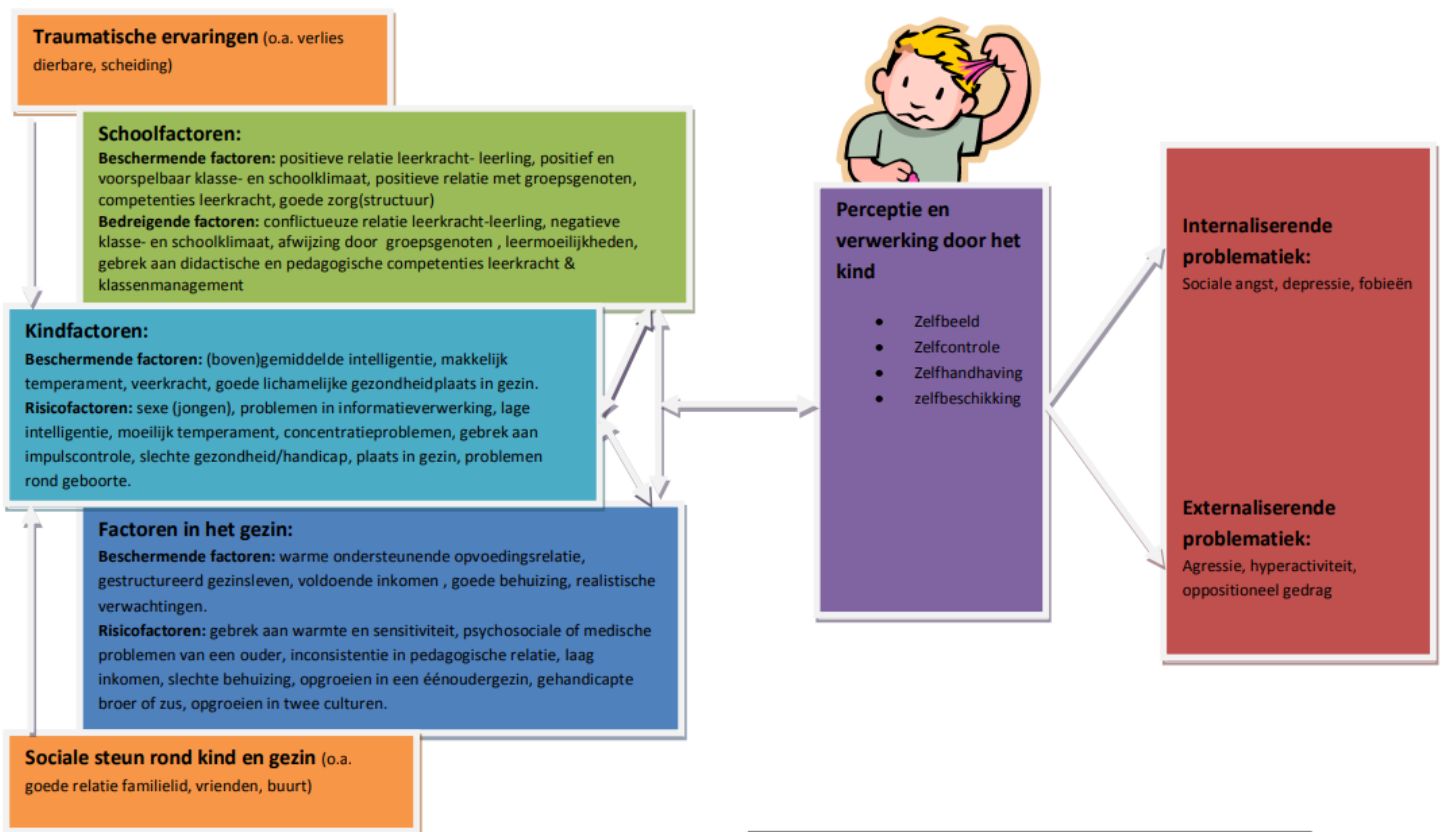 Traumatische ervaringen (o.a. verlies
dierbare, scheiding)
Schoolfactoren:
Beschermende factoren: positieve relatie leerkracht- leerling, positief en
voorspelbaar klasse- en schoolklimaat, positieve relatie met groepsgenoten,
competenties leerkracht, goede zorg(structuur)
Bedreigende factoren: conflictueuze relatie leerkracht-leerling, negatieve
klasse- en schoolklimaat, afwijzing door groepsgenoten , leermoeilijkheden,
gebrek aan didactische en pedagogische competenties leerkracht &
klassenmanagement
Kindfactoren:
Beschermende factoren: (boven)gemiddelde intelligentie, makkelijk
temperament, veerkracht, goede lichamelijke gezondheidplaats in gezin.
Risicofactoren: sexe (jongen), problemen in informatieverwerking, lage
intelligentie, moeilijk temperament, concentratieproblemen, gebrek aan
impulscontrole, slechte gezondheid/handicap, plaats in gezin, problemen
rond geboorte.
Factoren in het gezin:
Beschermende factoren: warme ondersteunende opvoedingsrelatie,
gestructureerd gezinsleven, voldoende inkomen , goede behuizing, realistische
verwachtingen.
Risicofactoren: gebrek aan warmte en sensitiviteit, psychosociale of medische
problemen van een ouder, inconsistentie in pedagogische relatie, laag
inkomen, slechte behuizing, opgroeien in een éénoudergezin, gehandicapte
broer of zus, opgroeien in twee culturen.
Sociale steun rond kind en gezin (o.a.
goede relatie familielid, vrienden, buurt)
Perceptie en
verwerking door het
kind
• Zelfbeeld
• Zelfcontrole
• Zelfhandhaving
• zelfbeschikking
Internaliserende
problematiek:
Sociale angst, depressie, fobieën
Externaliserende
problematiek:
Agressie, hyperactiviteit,
oppositioneel gedrag